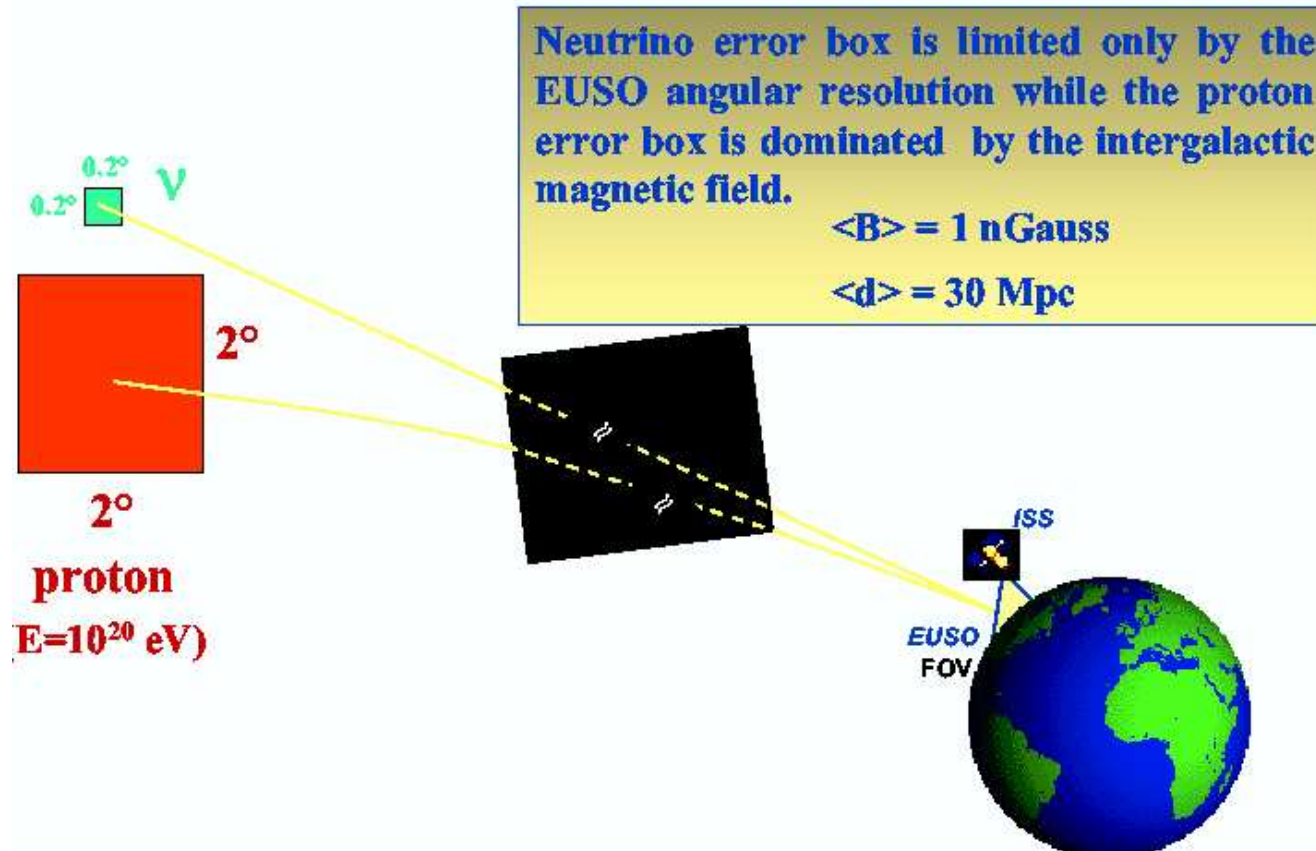 Neutrino error box is limited only by the
EUSO angular resolution while the proton
error box is dominated by the intergalactic
magnetic field.
<B> = 1 nGauss
<d> = 30 Mpc
0.2°
0.2°
ν
2°
2°
proton
(E=10²⁰ eV)
ISS
EUSO
FOV